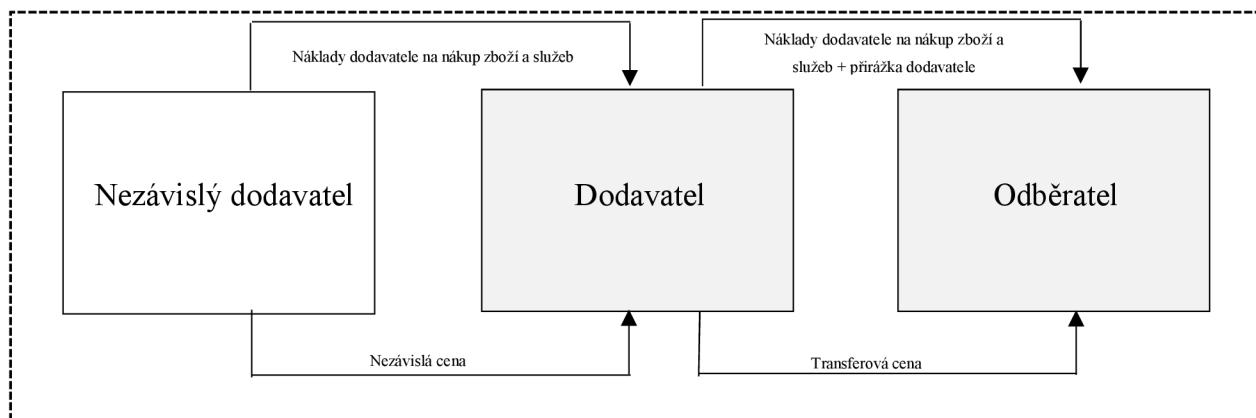 Náklady dodavatele na nákup zboží a služeb
Náklady dodavatele na nákup zboží a
služeb + přirážka dodavatele
Nezávislý dodavatel
Dodavatel
Odběratel
Nezávislá cena
Transferová cena